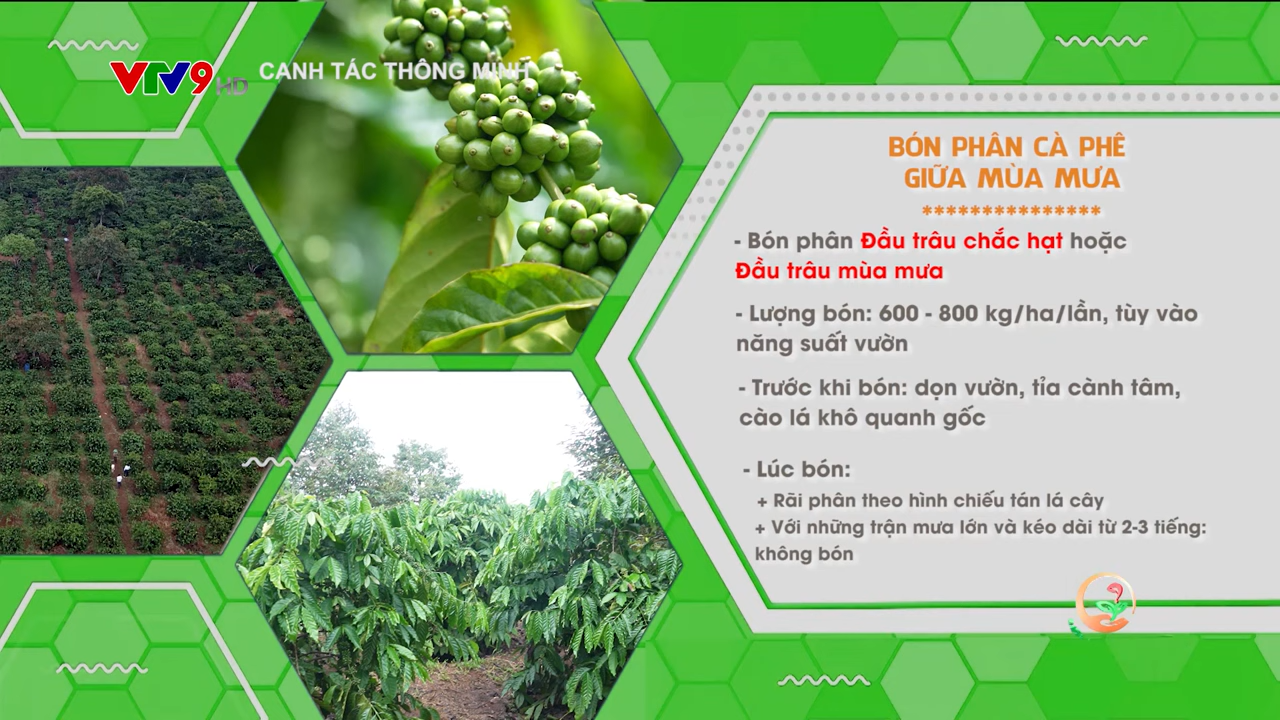 VTV9 HD
CANH TÁC THÔNG MINH
BÓN PHÂN CÀ PHÊ
GIỮA MÙA MƯA
***************
- Bón phân Đầu trâu chắc hạt hoặc
Đầu trâu mùa mưa
- Lượng bón: 600 - 800 kg/ha/lần, tùy vào
năng suất vườn
- Trước khi bón: dọn vườn, tỉa cành tâm,
cào lá khô quanh gốc
- Lúc bón:
+ Rãi phân theo hình chiếu tán lá cây
+ Với những trận mưa lớn và kéo dài từ 2-3 tiếng:
không bón